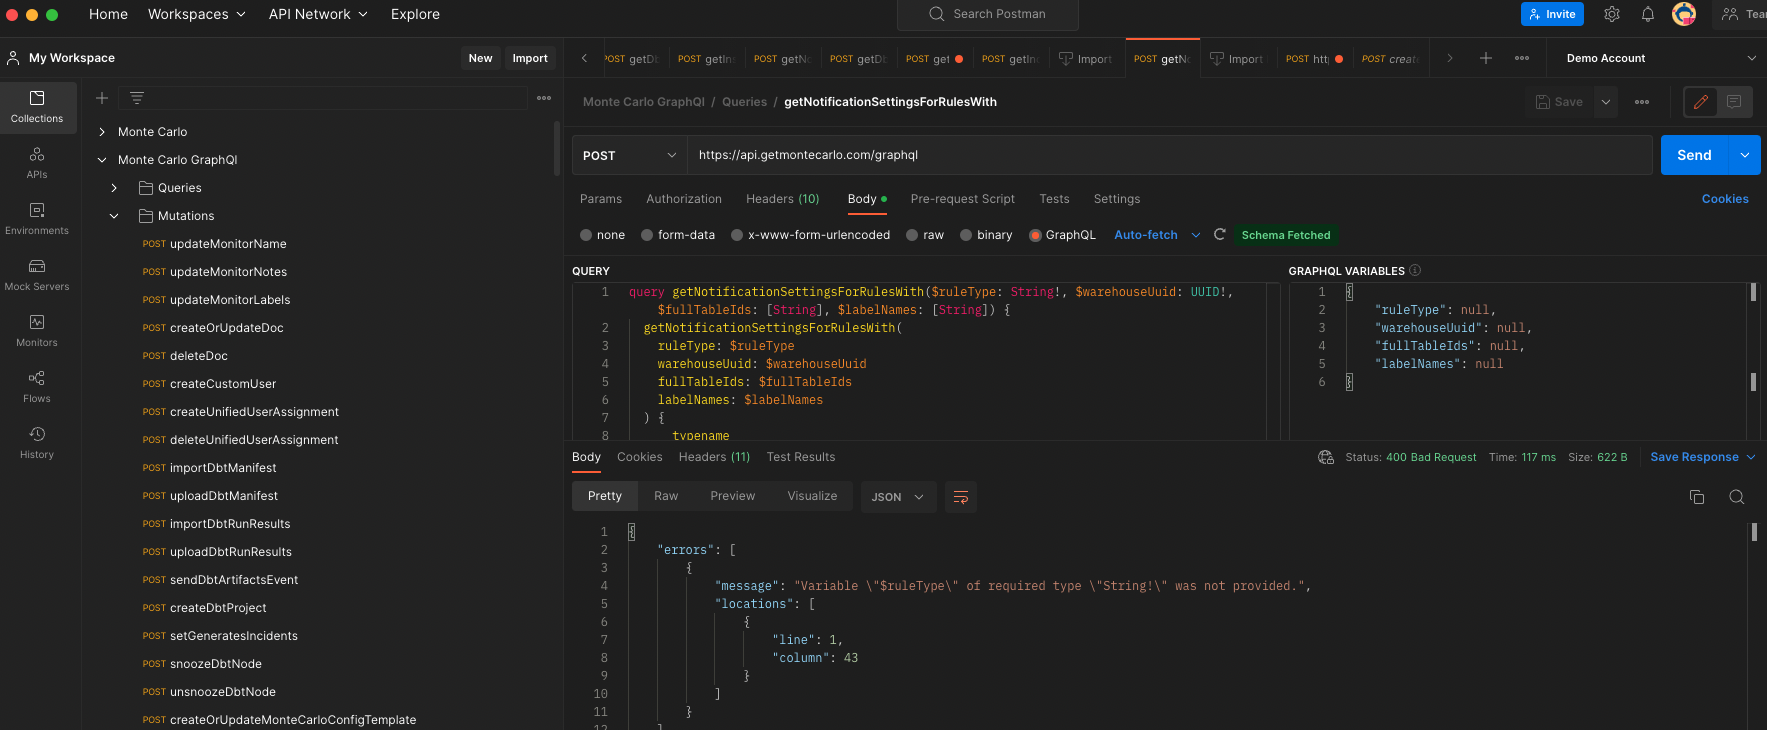 Home Workspaces API Network Explore Search Postman Invite
My Workspace New Import
Collections
APIs
Environments
Mock Servers
Monitors
Flows
History
Monte Carlo
Monte Carlo GraphQl
Queries
Mutations
POST updateMonitorName
POST updateMonitorNotes
POST updateMonitorLabels
POST createOrUpdateDoc
POST deleteDoc
POST createCustomUser
POST createUnifiedUserAssignment
POST deleteUnifiedUserAssignment
POST importDbtManifest
POST uploadDbtManifest
POST importDbtRunResults
POST uploadDbtRunResults
POST sendDbtArtifactsEvent
POST createDbtProject
POST setGeneratesIncidents
POST snoozeDbtNode
POST unsnoozeDbtNode
POST createOrUpdateMonteCarloConfigTemplate
POST POST POST POST POST get POST Import POST Import POST POST Demo Account
Monte Carlo GraphQl / Queries / getNotificationSettingsForRulesWith Save
POST https://api.getmontecarlo.com/graphql Send
Params Authorization Headers (10) Body Pre-request Script Tests Settings Cookies
none form-data x-www-form-urlencoded raw binary GraphQL Auto-fetch Schema Fetched
QUERY
1 query getNotificationSettingsForRulesWith($ruleType: String!, $warehouseUuid: UUID!,
$fullTableIds: [String], $labelNames: [String]) {
2 getNotificationSettingsForRulesWith(
3 ruleType: $ruleType
4 warehouseUuid: $warehouseUuid
5 fullTableIds: $fullTableIds
6 labelNames: $labelNames
7 ) {
8 typename
GRAPHQL VARIABLES
1 {
2 "ruleType": null,
3 "warehouseUuid": null,
4 "fullTableIds": null,
5 "labelNames": null
6 }
Body Cookies Headers (11) Test Results Status: 400 Bad Request Time: 117 ms Size: 622 B Save Response
Pretty Raw Preview Visualize JSON
1 {
2 "errors": [
3 {
4 "message": "Variable \"$ruleType\" of required type \"String!\" was not provided.",
5 "locations": [
6 {
7 "line": 1,
8 "column": 43
9 }
10 ]
11 }
12 ]